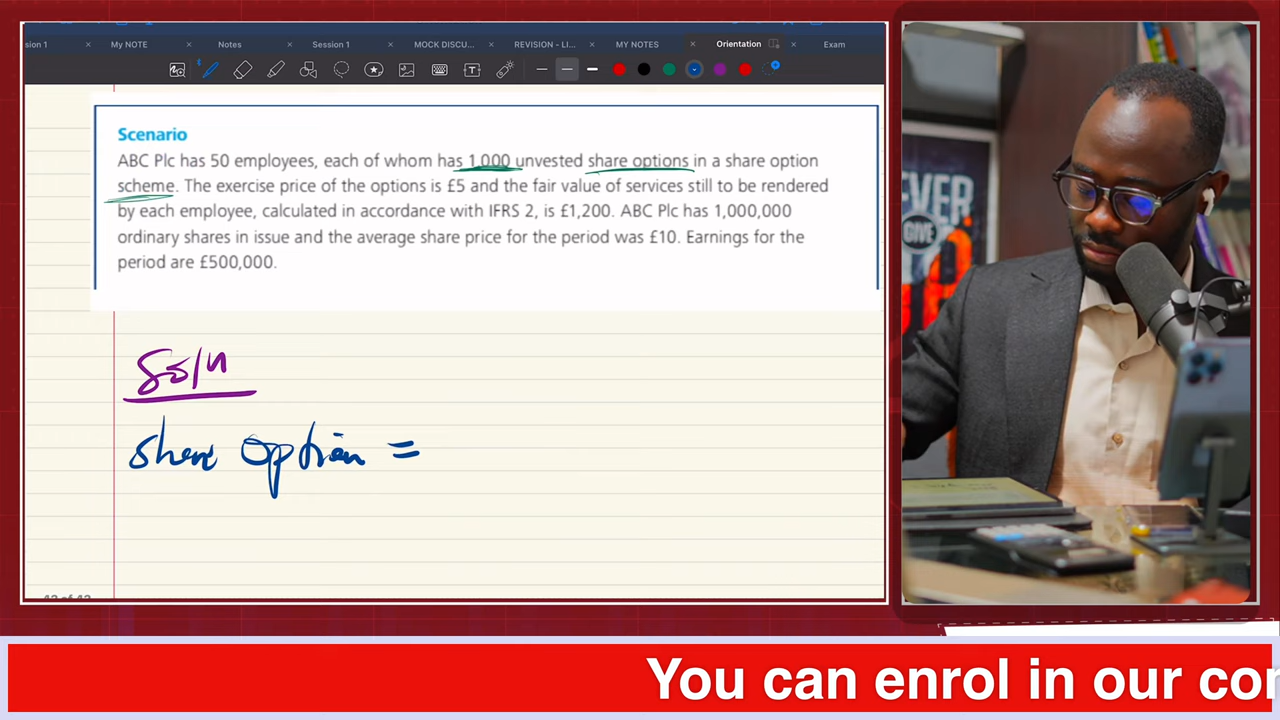 sion 1
My NOTE
Notes
Session 1
MOCK DISCU...
REVISION - LI...
MY NOTES
Orientation
Exam
Scenario
ABC Plc has 50 employees, each of whom has 1,000 unvested share options in a share option
scheme. The exercise price of the options is £5 and the fair value of services still to be rendered
by each employee, calculated in accordance with IFRS 2, is £1,200. ABC Plc has 1,000,000
ordinary shares in issue and the average share price for the period was £10. Earnings for the
period are £500,000.
Soln
Share Option =
EVER
GIVE
You can enrol in our cor